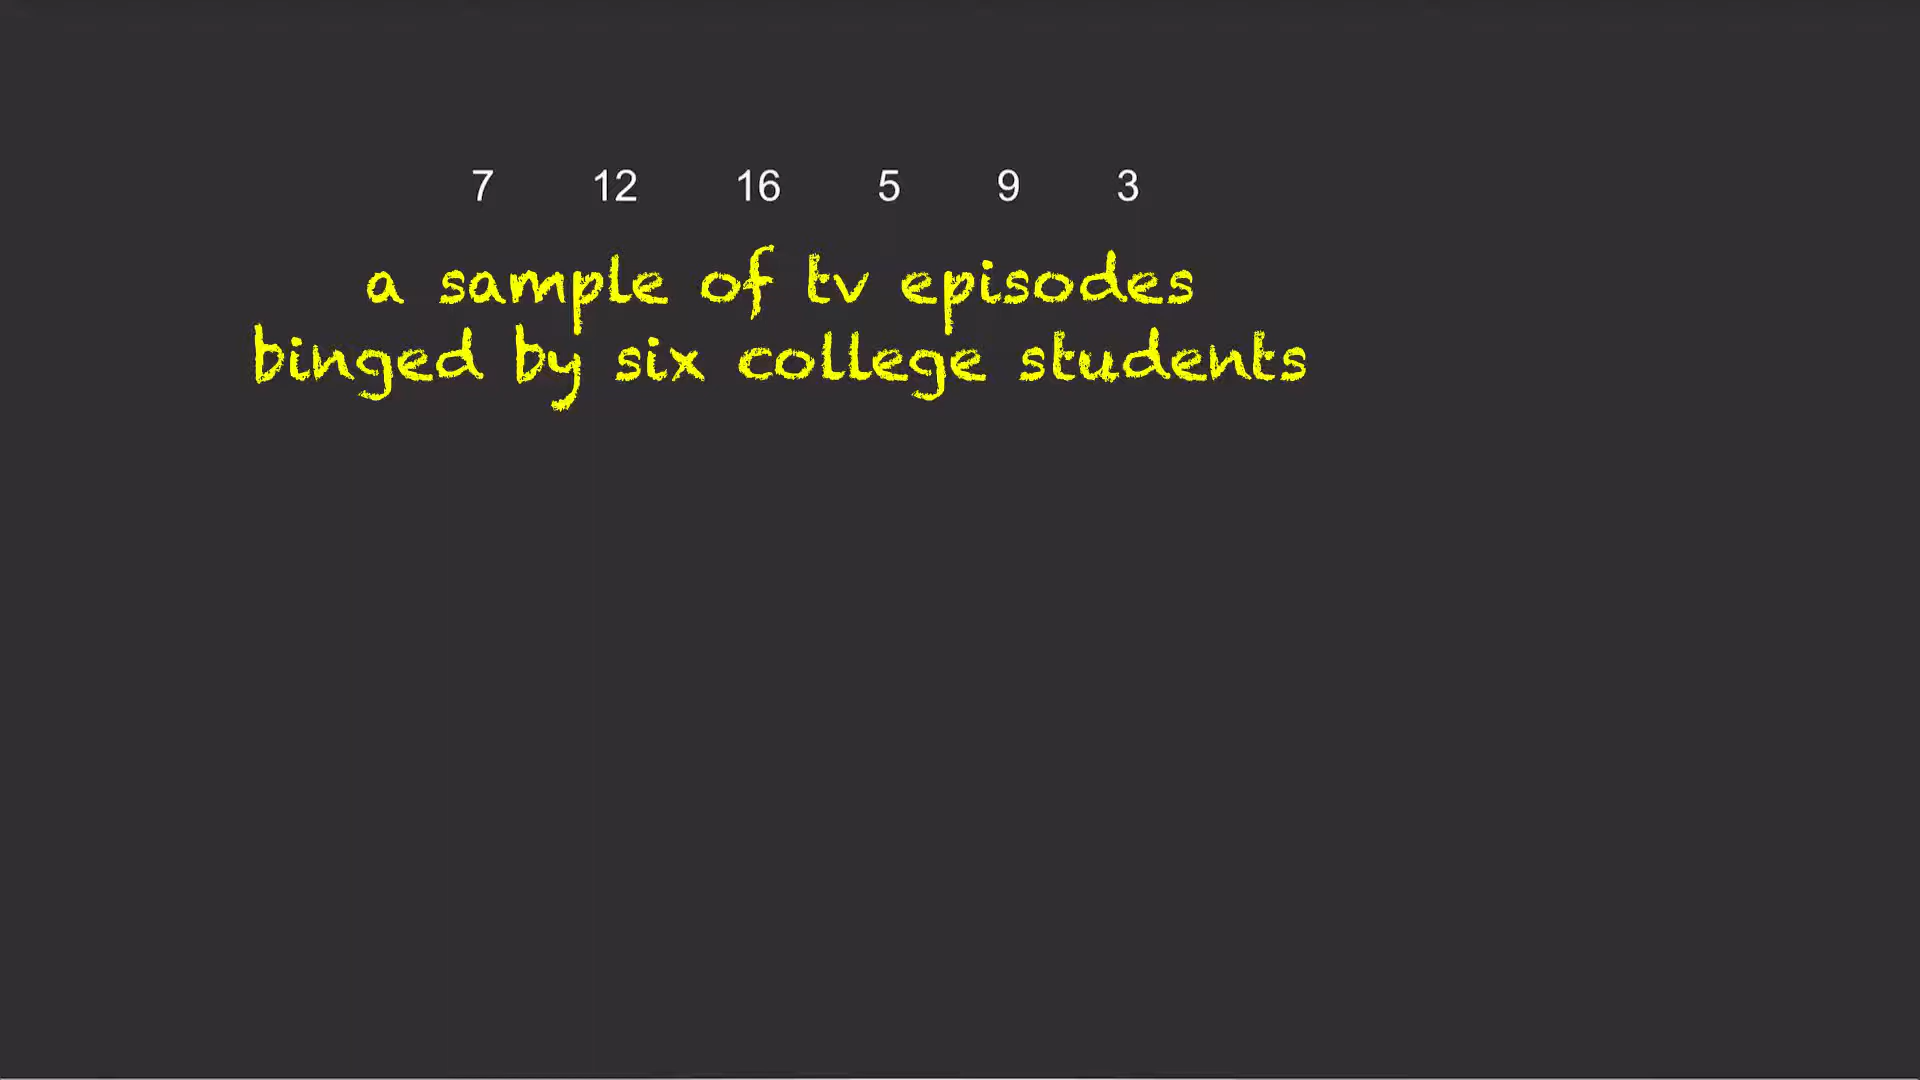 7 12 16 5 9 3
a sample of tv episodes
binged by six college students